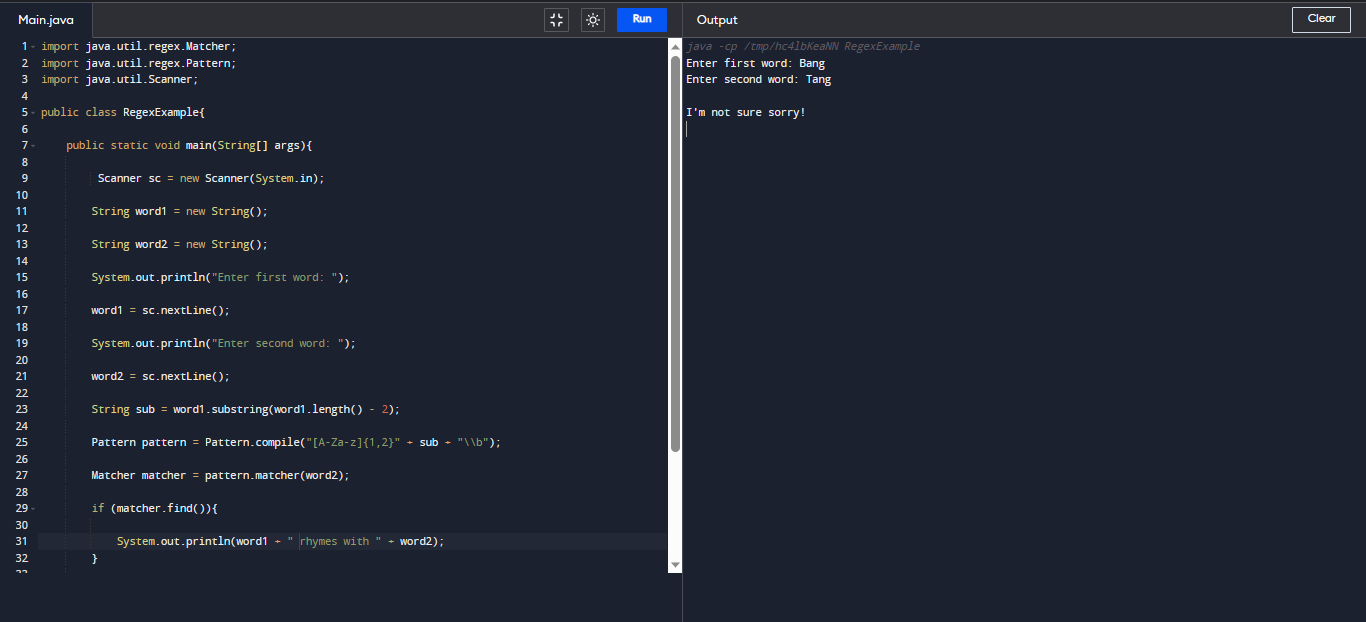 Main.java
Run
Output
Clear
1 import java.util.regex.Matcher;
2 import java.util.regex.Pattern;
3 import java.util.Scanner;
4
5 public class RegexExample{
6
7 public static void main(String[] args){
8
9 Scanner sc = new Scanner(System.in);
10
11 String word1 = new String();
12
13 String word2 = new String();
14
15 System.out.println("Enter first word: ");
16
17 word1 = sc.nextLine();
18
19 System.out.println("Enter second word: ");
20
21 word2 = sc.nextLine();
22
23 String sub = word1.substring(word1.length() - 2);
24
25 Pattern pattern = Pattern.compile("[A-Za-z]{1,2}" + sub + "\\b");
26
27 Matcher matcher = pattern.matcher(word2);
28
29 if (matcher.find()){
30
31 System.out.println(word1 + " rhymes with " + word2);
32 }
java -cp /tmp/hc4lbKeaNN RegexExample
Enter first word: Bang
Enter second word: Tang
I'm not sure sorry!